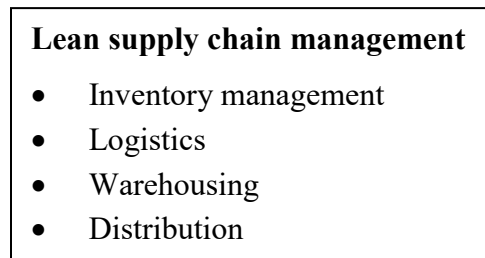 Lean supply chain management
• Inventory management
• Logistics
• Warehousing
• Distribution